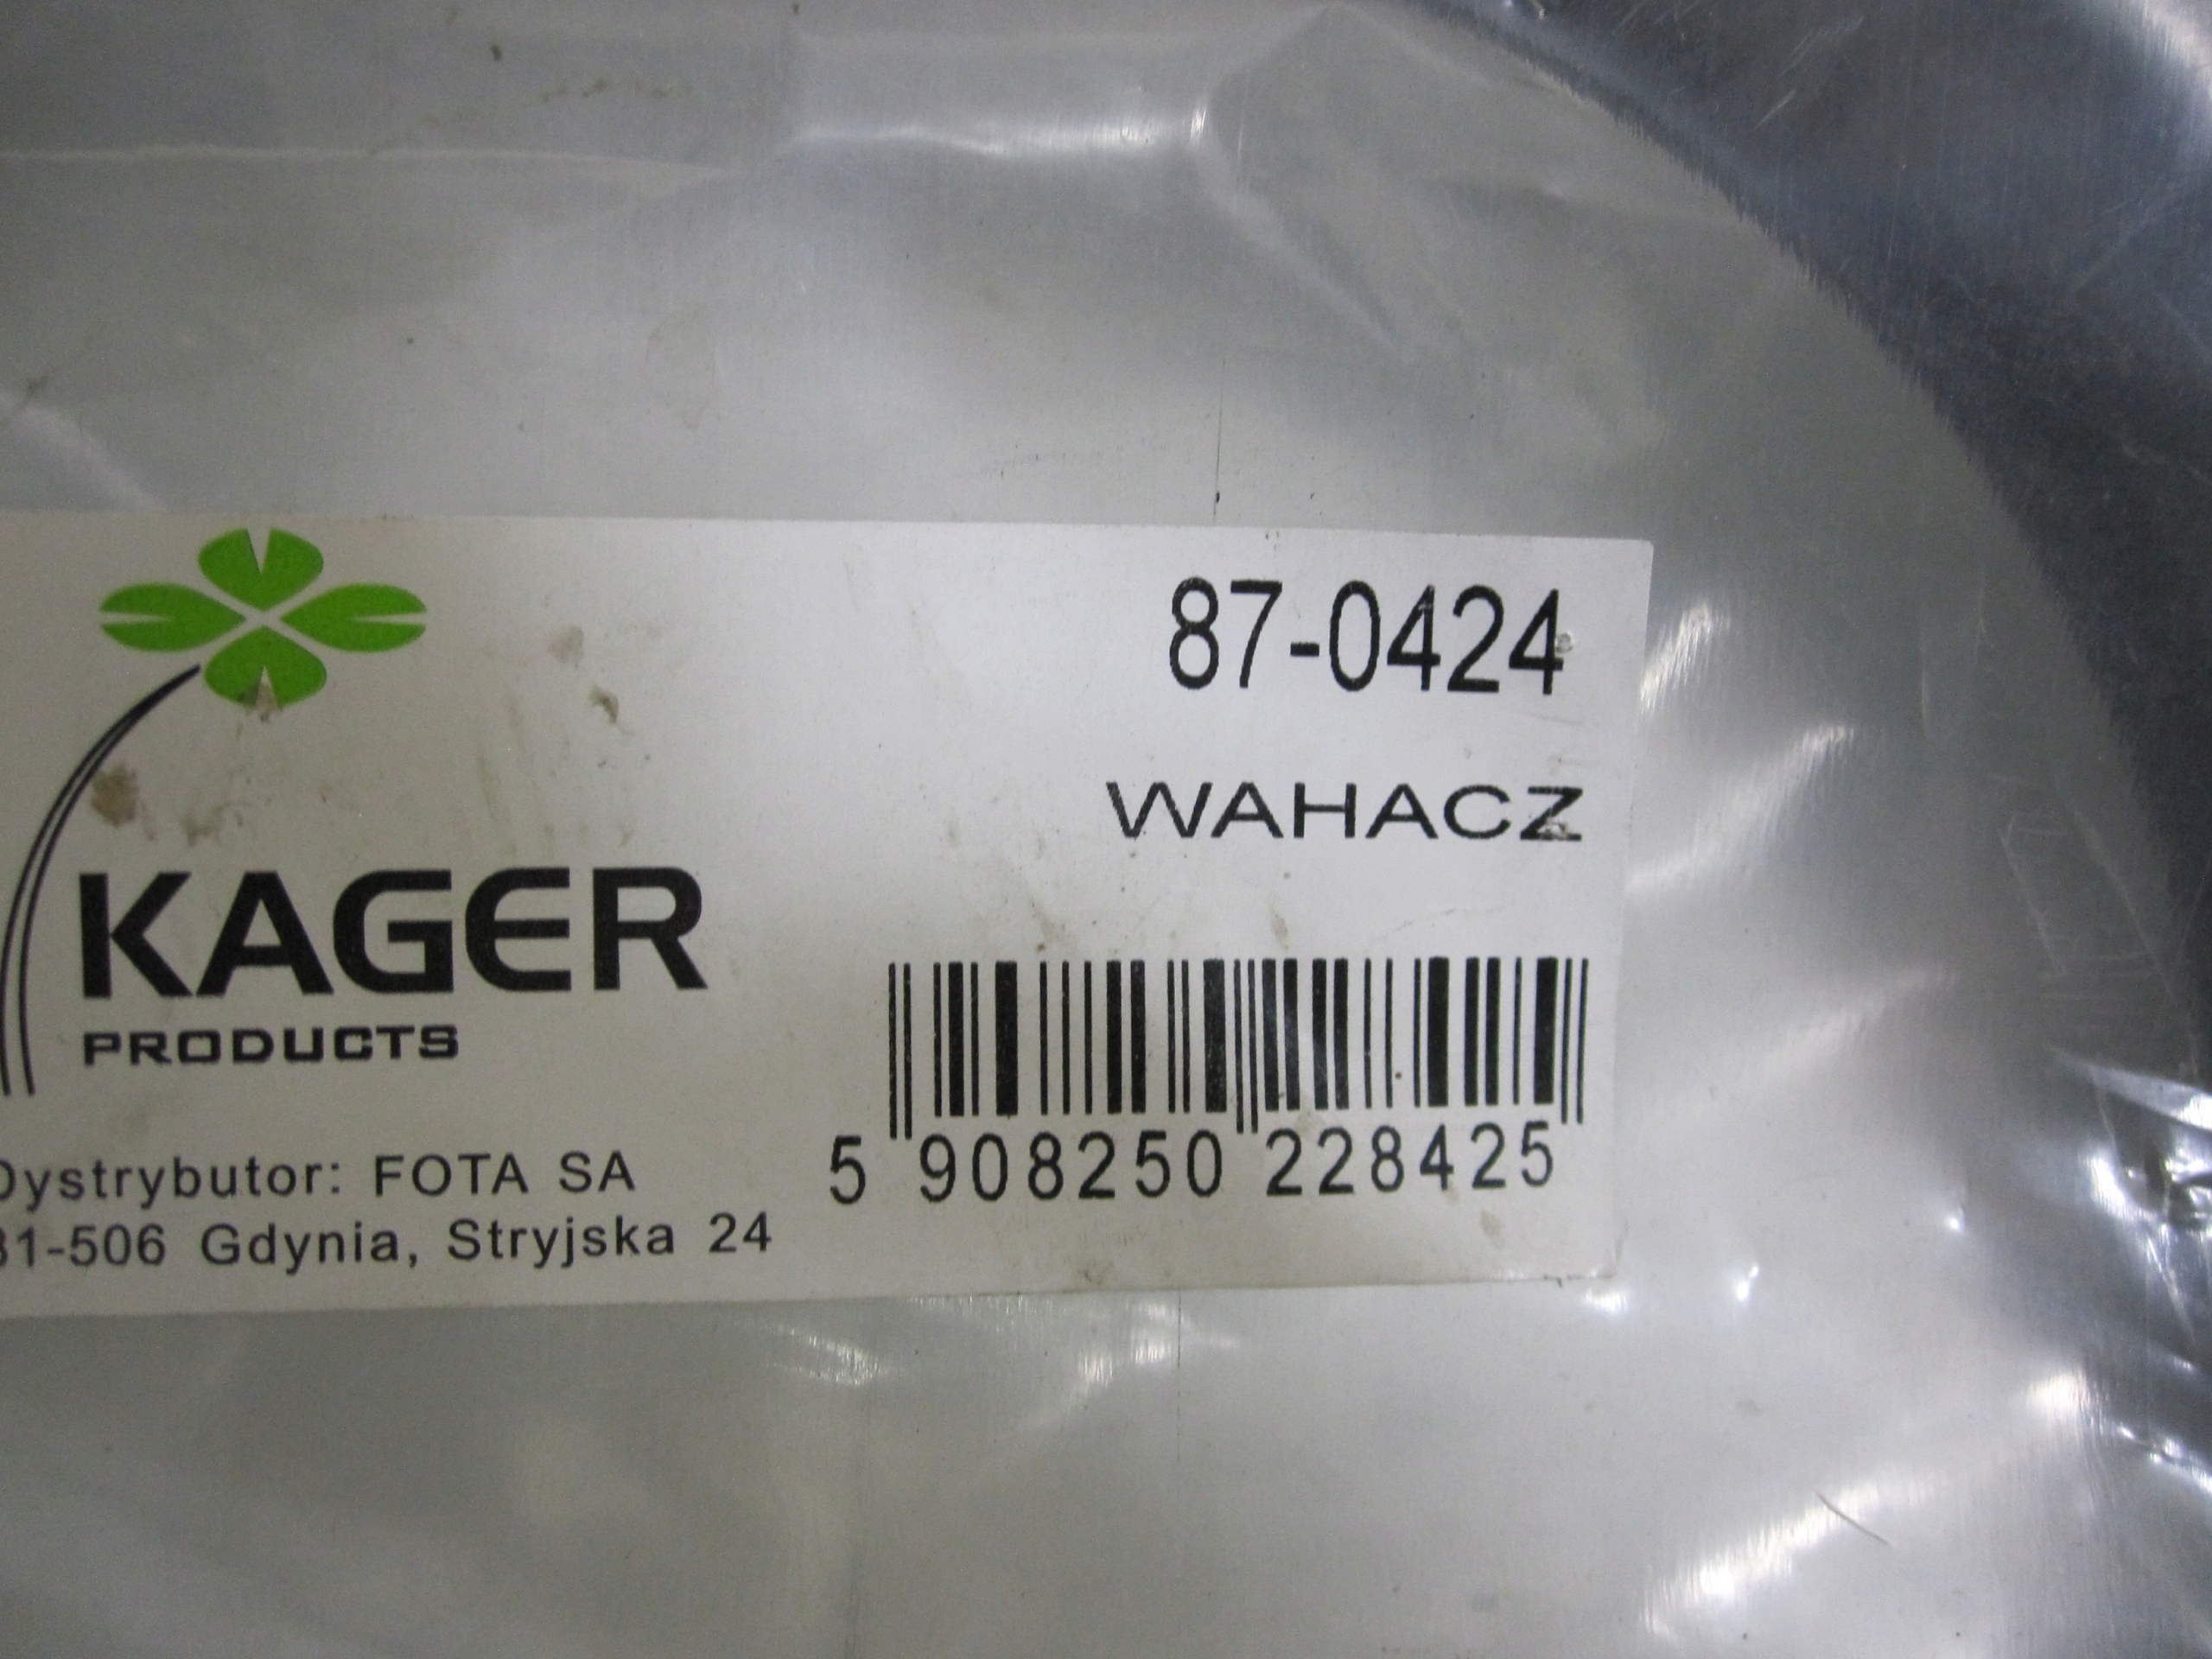 87-0424
WAHACZ
KAGER
PRODUCTS
Dystrybutor: FOTA SA
81-506 Gdynia, Stryjska 24
5 908250 228425